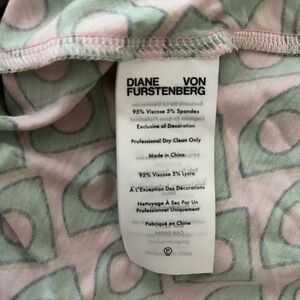 DIANE VON
FURSTENBERG
95% Viscose 5% Spandex
Exclusive of Decoration
Professional Dry Clean Only
Made in China
95% Viscose 5% Lycra
À L'Exception Des Décorations
Nettoyage À Sec Par Un
Professionnel Uniquement
Fabriqué en Chine
P